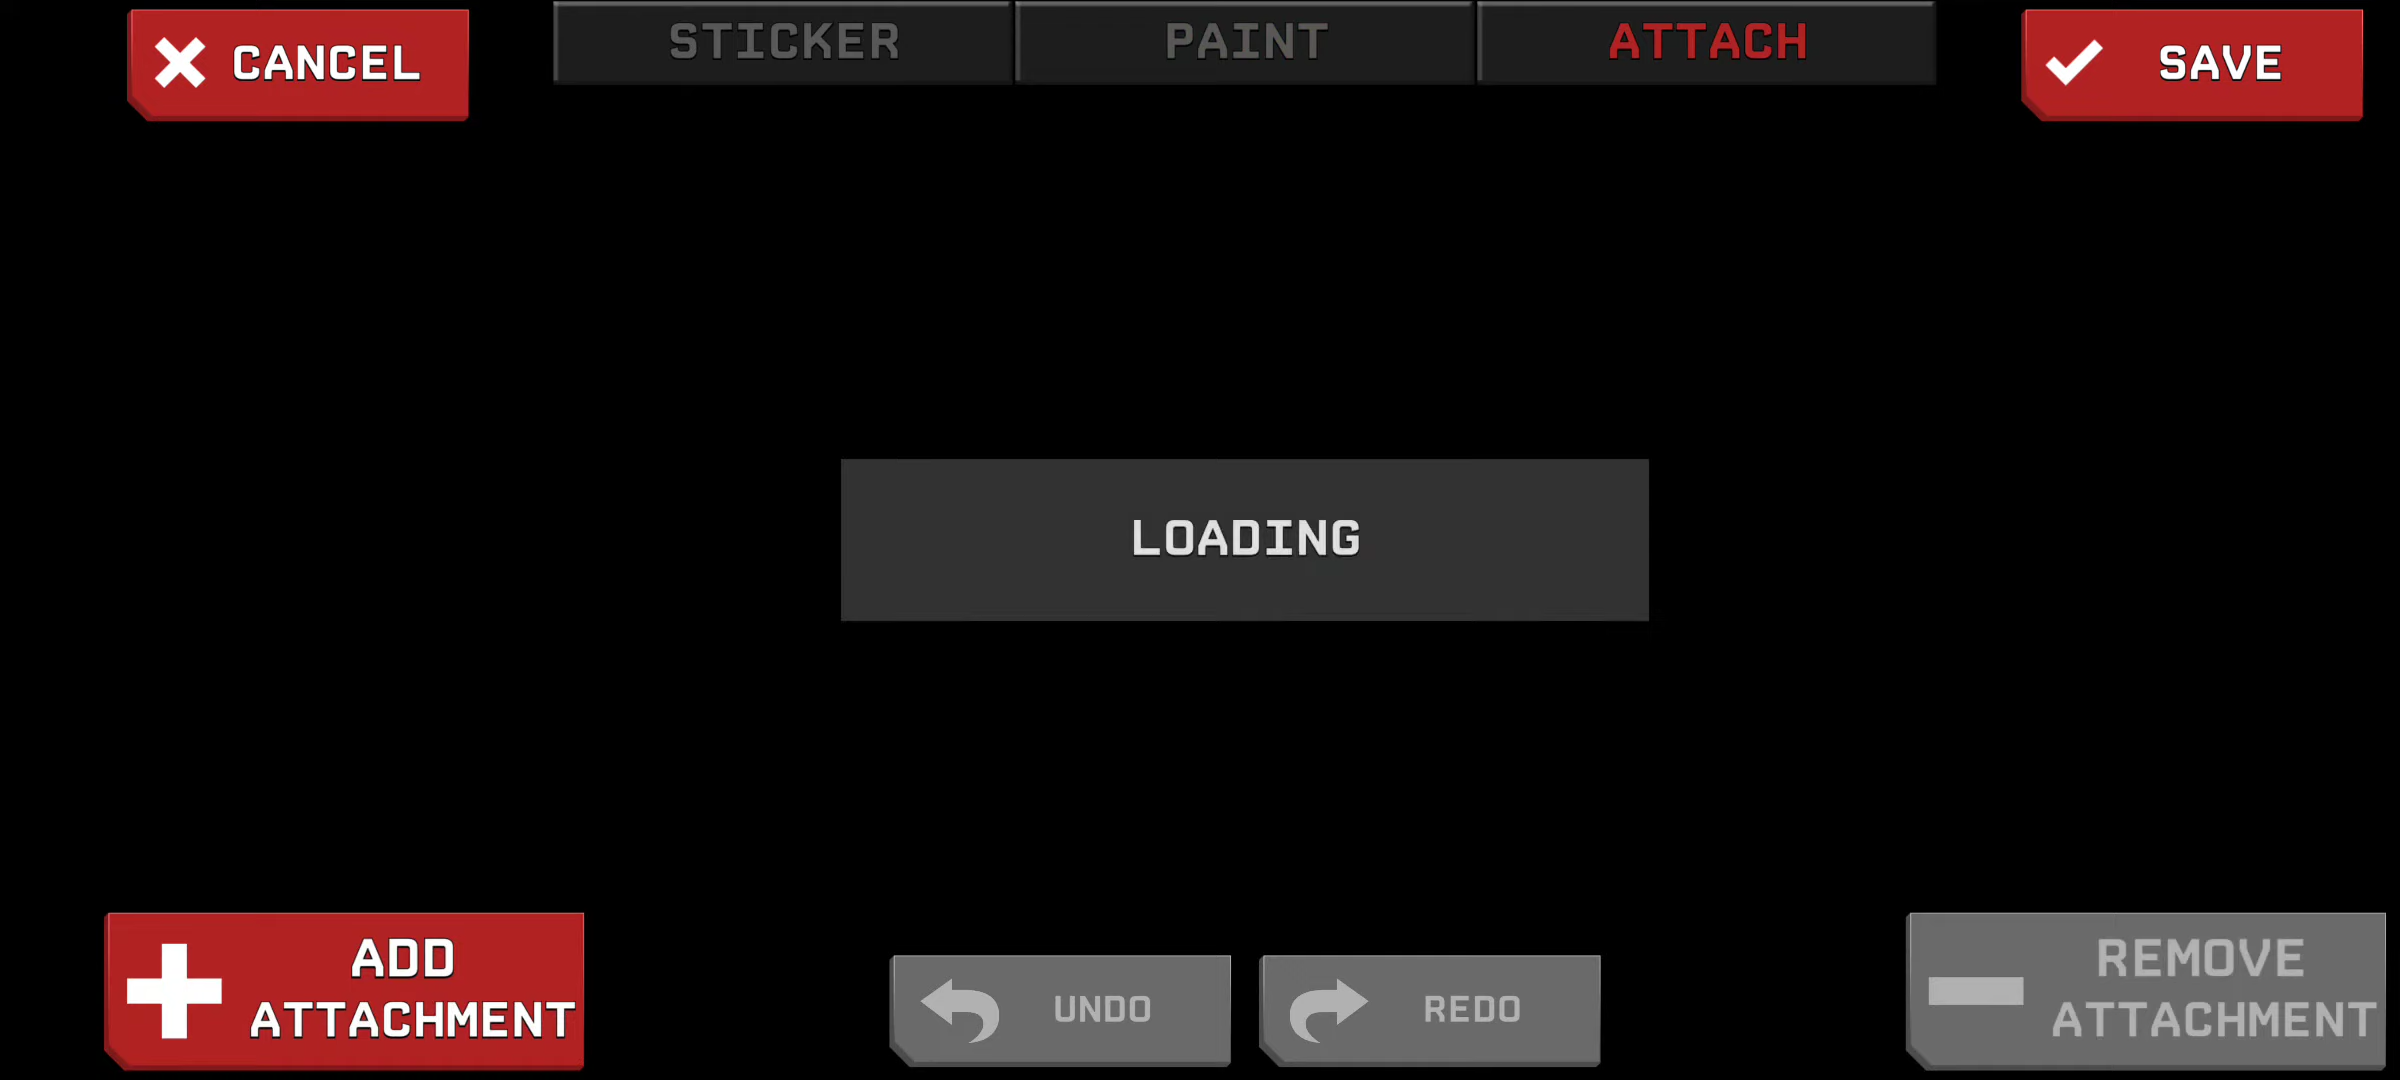 CANCEL
STICKER
PAINT
ATTACH
SAVE
LOADING
ADD
ATTACHMENT
UNDO
REDO
REMOVE
ATTACHMENT